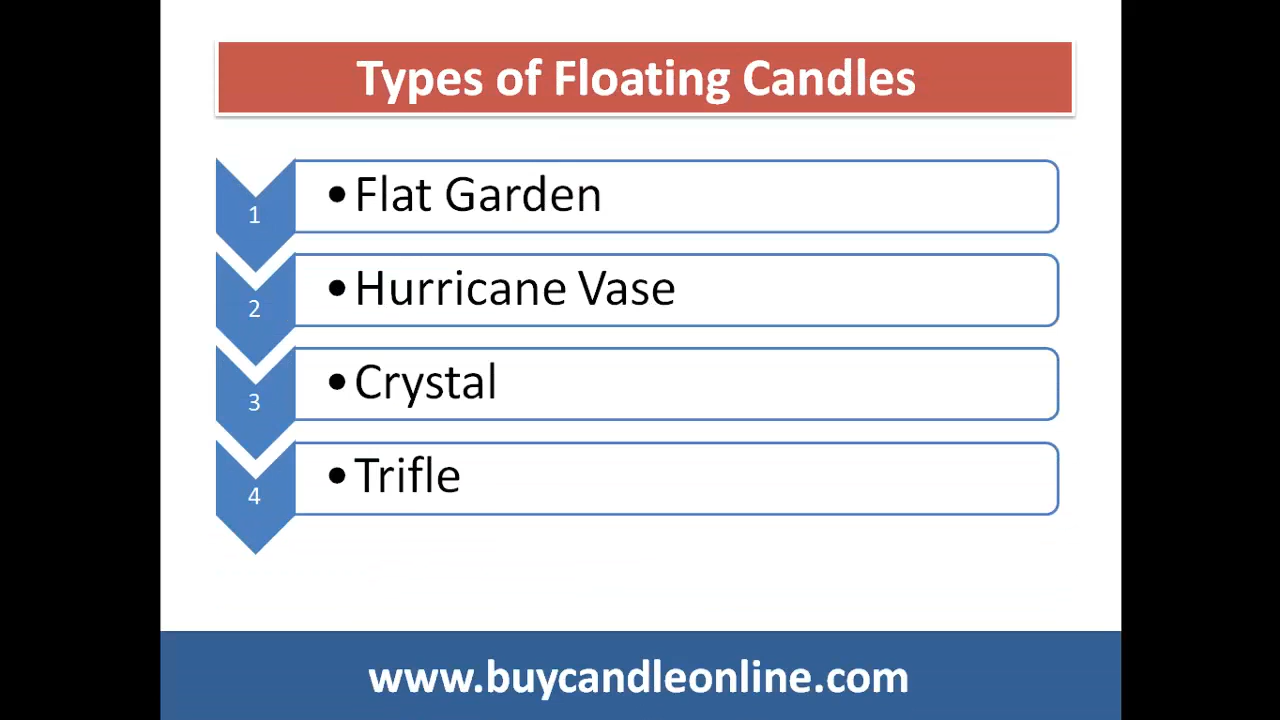 Types of Floating Candles
1
•Flat Garden
2
•Hurricane Vase
3
•Crystal
4
•Trifle
www.buycandleonline.com